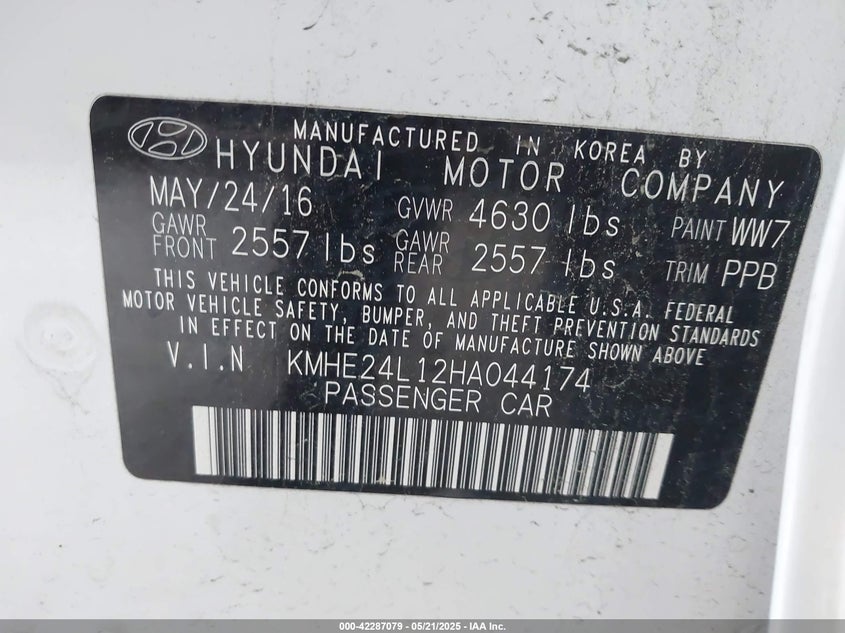 MANUFACTURED IN KOREA BY
HYUNDAI MOTOR COMPANY
MAY/24/16 GVWR 4630 lbs PAINT WW7
GAWR FRONT 2557 lbs GAWR REAR 2557 lbs TRIM PPB
THIS VEHICLE CONFORMS TO ALL APPLICABLE U.S.A. FEDERAL
MOTOR VEHICLE SAFETY, BUMPER, AND THEFT PREVENTION STANDARDS
IN EFFECT ON THE DATE OF MANUFACTURE SHOWN ABOVE
V.I.N KMHE24L12HA044174
PASSENGER CAR
000-42287079 — 05/21/2025 — IAA Inc.